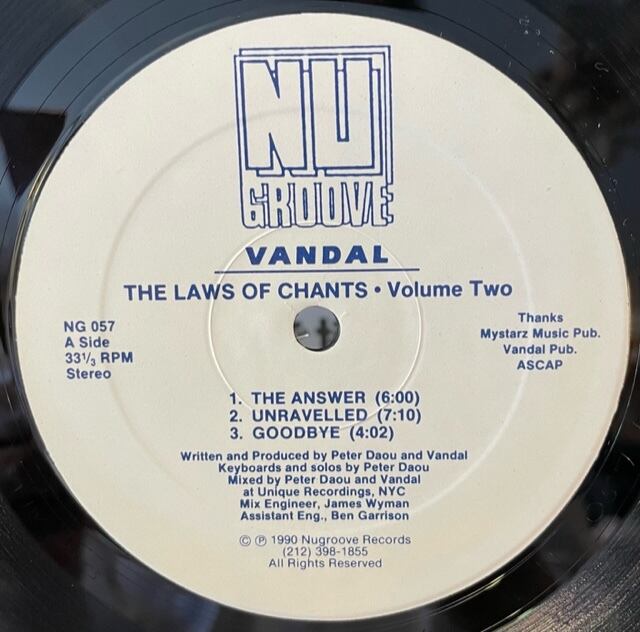 NU
GROOVE
VANDAL
THE LAWS OF CHANTS • Volume Two
NG 057
A Side
33⅓ RPM
Stereo
Thanks
Mystarz Music Pub.
Vandal Pub.
ASCAP
1. THE ANSWER (6:00)
2. UNRAVELLED (7:10)
3. GOODBYE (4:02)
Written and Produced by Peter Daou and Vandal
Keyboards and solos by Peter Daou
Mixed by Peter Daou and Vandal
at Unique Recordings, NYC
Mix Engineer, James Wyman
Assistant Eng., Ben Garrison
© ℗ 1990 Nugroove Records
(212) 398-1855
All Rights Reserved